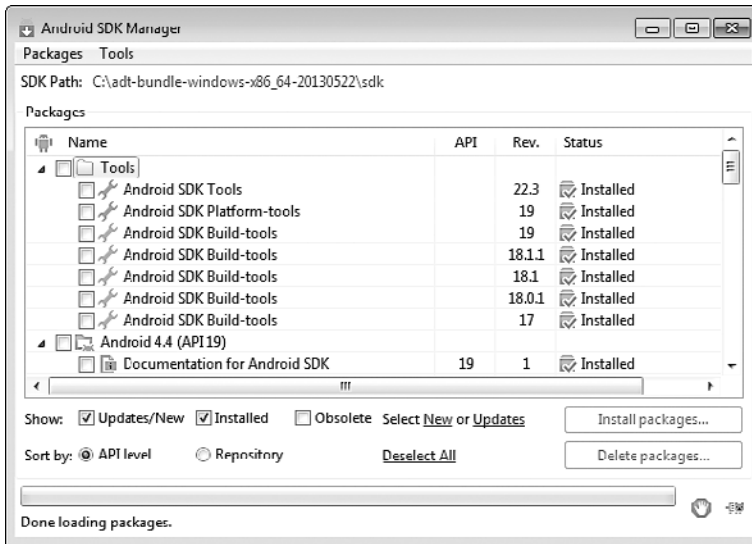 Android SDK Manager
Packages Tools
SDK Path: C:\adt-bundle-windows-x86_64-20130522\sdk
Packages
Name API Rev. Status
Tools
Android SDK Tools 22.3 Installed
Android SDK Platform-tools 19 Installed
Android SDK Build-tools 19 Installed
Android SDK Build-tools 18.1.1 Installed
Android SDK Build-tools 18.1 Installed
Android SDK Build-tools 18.0.1 Installed
Android SDK Build-tools 17 Installed
Android 4.4 (API 19)
Documentation for Android SDK 19 1 Installed
Show: Updates/New Installed Obsolete Select New or Updates Install packages...
Sort by: API level Repository Deselect All Delete packages...
Done loading packages.